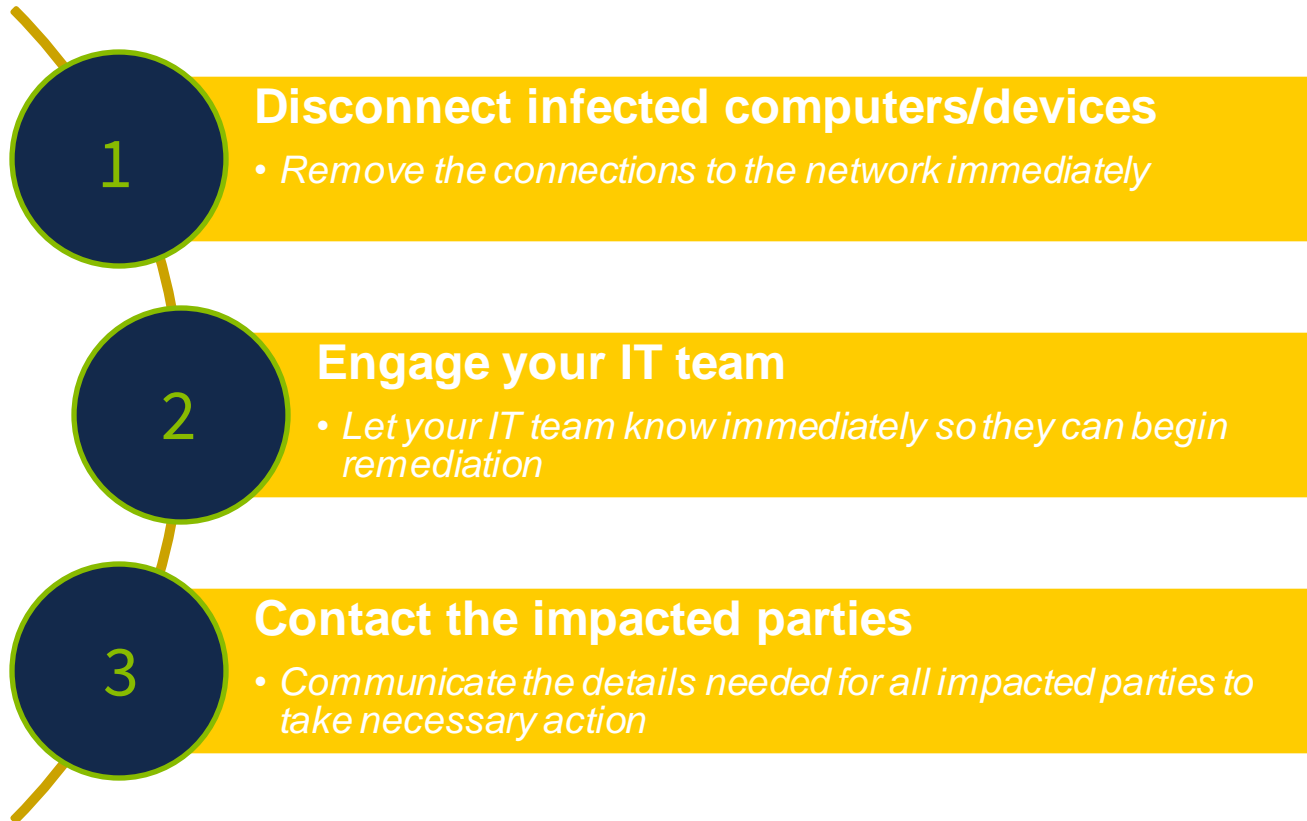 1
Disconnect infected computers/devices
• Remove the connections to the network immediately
2
Engage your IT team
• Let your IT team know immediately so they can begin
remediation
3
Contact the impacted parties
• Communicate the details needed for all impacted parties to
take necessary action